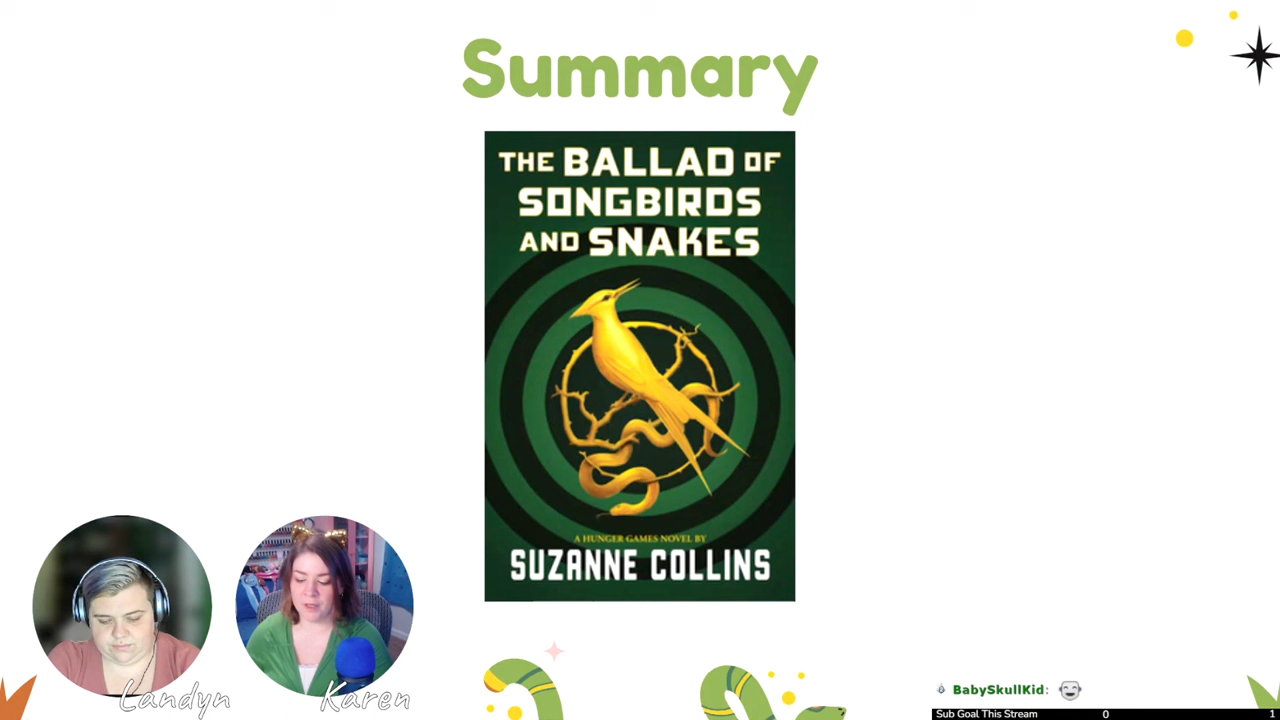 Summary
THE BALLAD OF
SONGBIRDS
AND SNAKES
A HUNGER GAMES NOVEL BY
SUZANNE COLLINS
Landyn
Karen
BabySkullKid:
Sub Goal This Stream 0 1